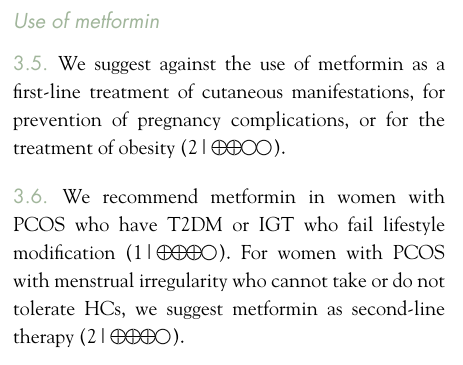 Use of metformin
3.5. We suggest against the use of metformin as a
first-line treatment of cutaneous manifestations, for
prevention of pregnancy complications, or for the
treatment of obesity (2|⊕⊕○○).
3.6. We recommend metformin in women with
PCOS who have T2DM or IGT who fail lifestyle
modification (1|⊕⊕⊕○). For women with PCOS
with menstrual irregularity who cannot take or do not
tolerate HCs, we suggest metformin as second-line
therapy (2|⊕⊕⊕○).